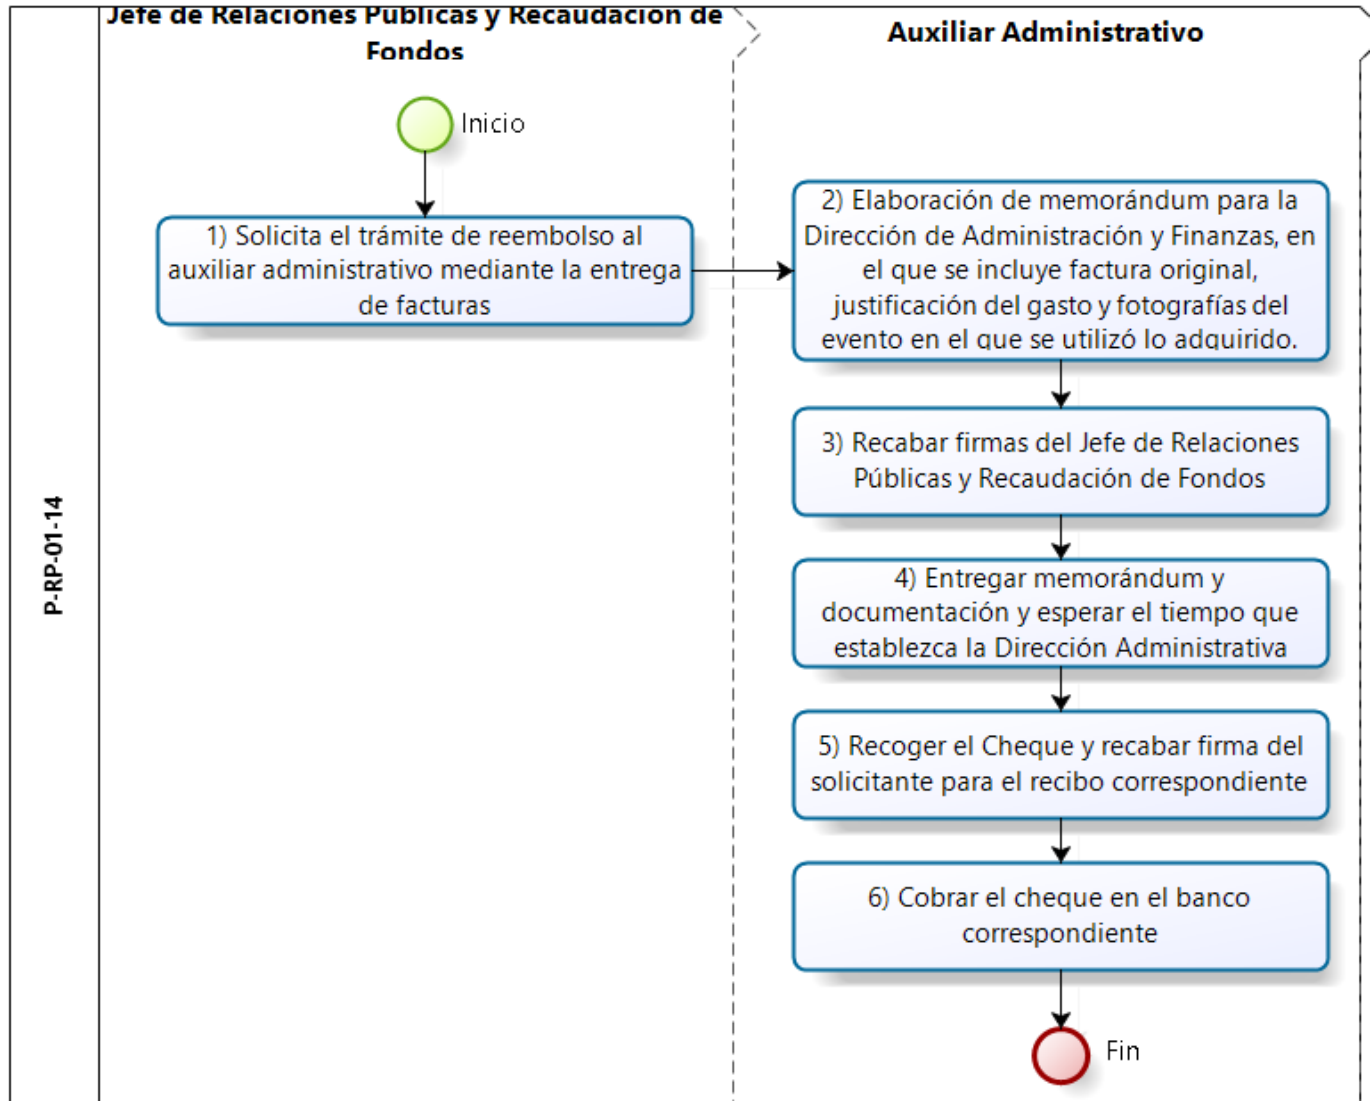 Jefe de Relaciones Públicas y Recaudación de
Fondos
Auxiliar Administrativo
P-RP-01-14
Inicio
1) Solicita el trámite de reembolso al
auxiliar administrativo mediante la entrega
de facturas
2) Elaboración de memorándum para la
Dirección de Administración y Finanzas, en
el que se incluye factura original,
justificación del gasto y fotografías del
evento en el que se utilizó lo adquirido.
3) Recabar firmas del Jefe de Relaciones
Públicas y Recaudación de Fondos
4) Entregar memorándum y
documentación y esperar el tiempo que
establezca la Dirección Administrativa
5) Recoger el Cheque y recabar firma del
solicitante para el recibo correspondiente
6) Cobrar el cheque en el banco
correspondiente
Fin